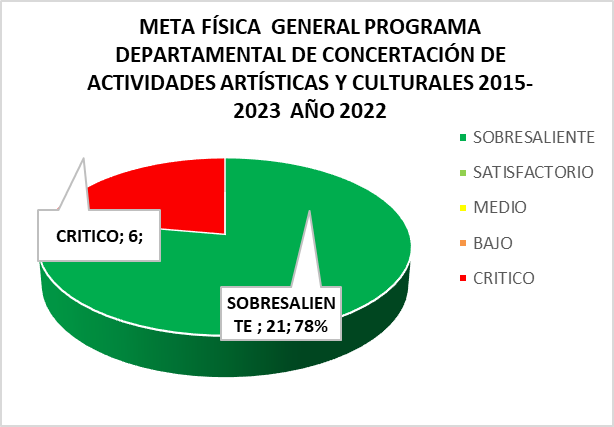 META FÍSICA  GENERAL PROGRAMA
DEPARTAMENTAL DE CONCERTACIÓN DE
ACTIVIDADES ARTÍSTICAS Y CULTURALES 2015-
2023  AÑO 2022
SOBRESALIENTE
SATISFACTORIO
MEDIO
BAJO
CRITICO
CRITICO; 6;
SOBRESALIEN
TE ; 21; 78%